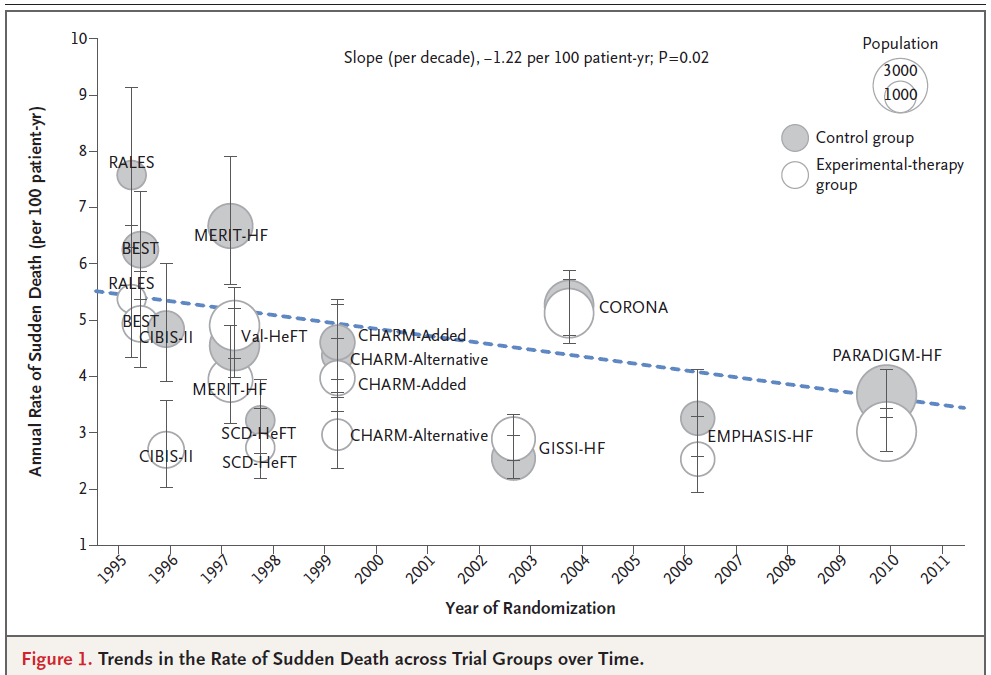 10
9
8
7
6
5
4
3
2
1
Annual Rate of Sudden Death (per 100 patient-yr)
Slope (per decade), −1.22 per 100 patient-yr; P=0.02
Population
3000
1000
Control group
Experimental-therapy
group
RALES
MERIT-HF
BEST
RALES
BEST
CIBIS-II
Val-HeFT
CHARM-Added
CORONA
CHARM-Alternative
PARADIGM-HF
MERIT-HF
CHARM-Added
SCD-HeFT
CHARM-Alternative
EMPHASIS-HF
CIBIS-II
SCD-HeFT
GISSI-HF
1995
1996
1997
1998
1999
2000
2001
2002
2003
2004
2005
2006
2007
2008
2009
2010
2011
Year of Randomization
Figure 1. Trends in the Rate of Sudden Death across Trial Groups over Time.